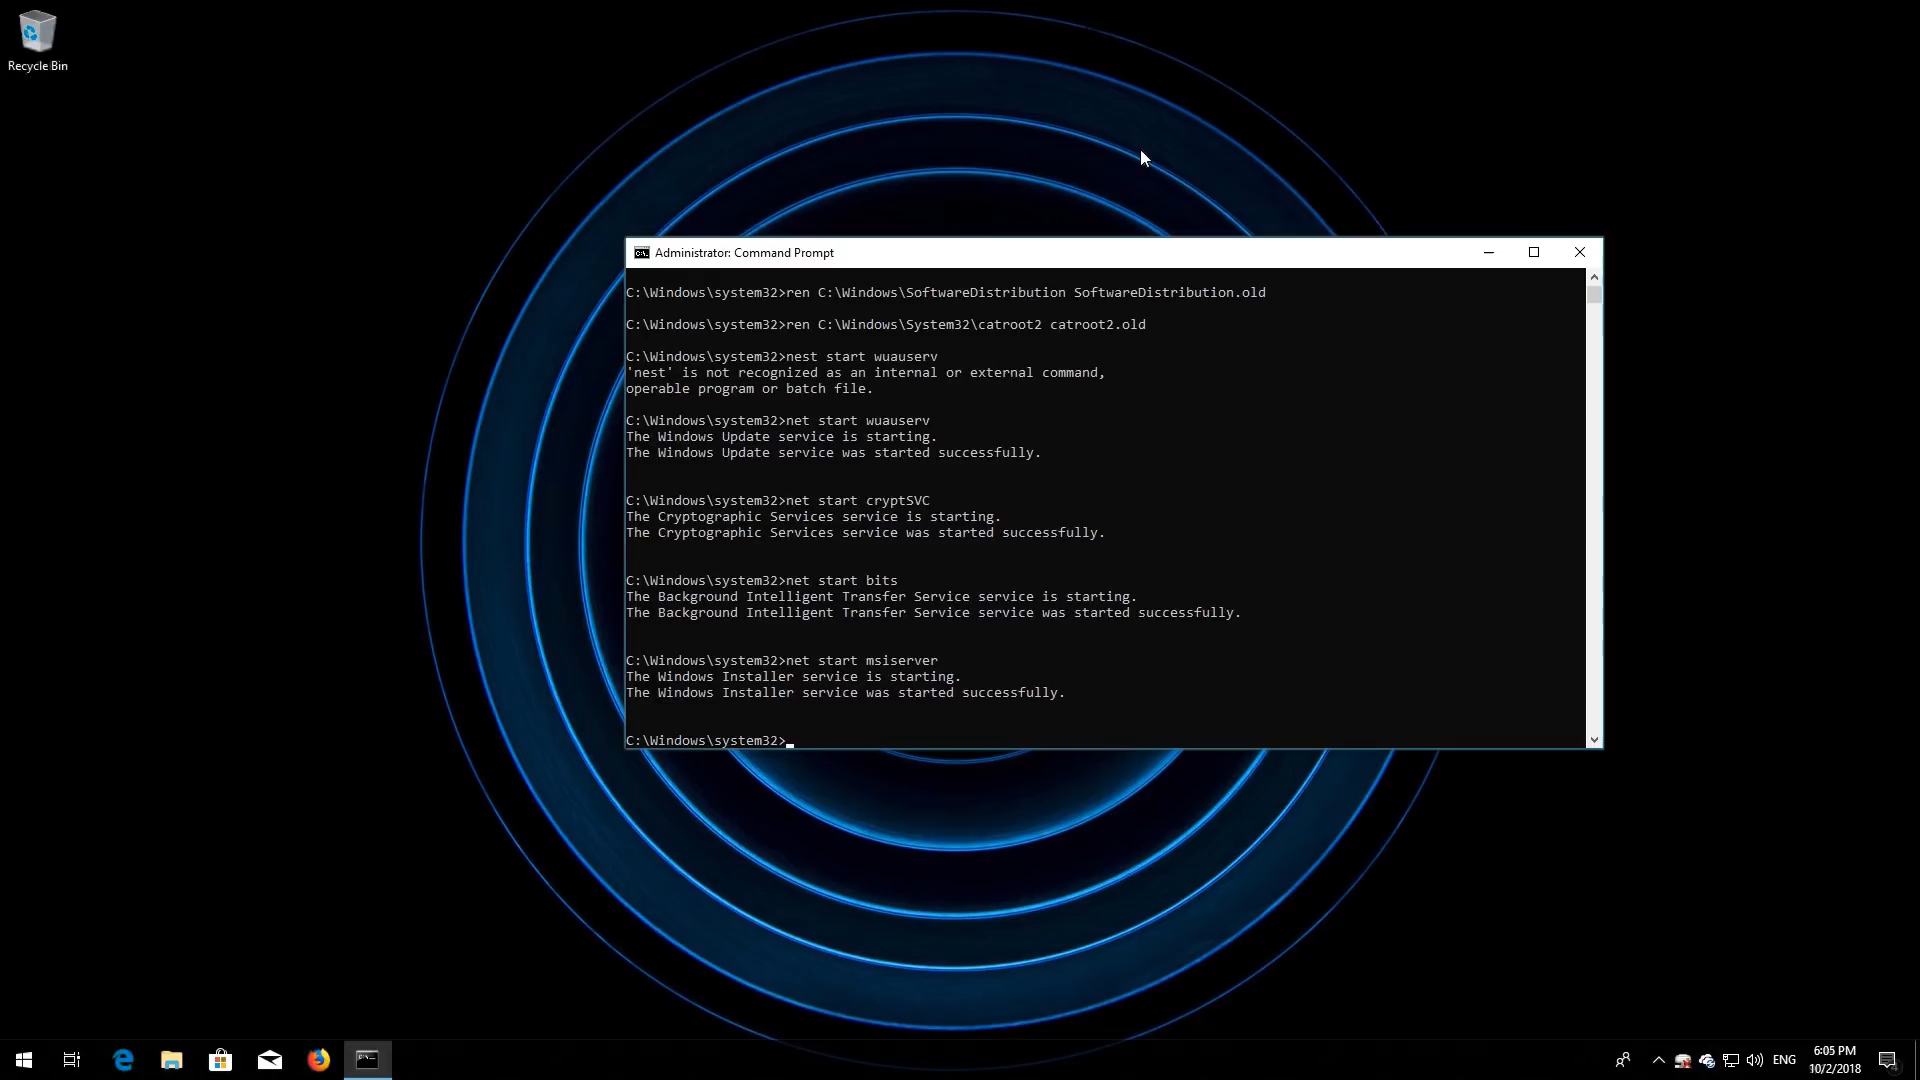 Recycle Bin
Administrator: Command Prompt
C:\Windows\system32>ren C:\Windows\SoftwareDistribution SoftwareDistribution.old
C:\Windows\system32>ren C:\Windows\System32\catroot2 catroot2.old
C:\Windows\system32>nest start wuauserv
'nest' is not recognized as an internal or external command,
operable program or batch file.
C:\Windows\system32>net start wuauserv
The Windows Update service is starting.
The Windows Update service was started successfully.
C:\Windows\system32>net start cryptSVC
The Cryptographic Services service is starting.
The Cryptographic Services service was started successfully.
C:\Windows\system32>net start bits
The Background Intelligent Transfer Service service is starting.
The Background Intelligent Transfer Service service was started successfully.
C:\Windows\system32>net start msiserver
The Windows Installer service is starting.
The Windows Installer service was started successfully.
C:\Windows\system32>
ENG
6:05 PM
10/2/2018